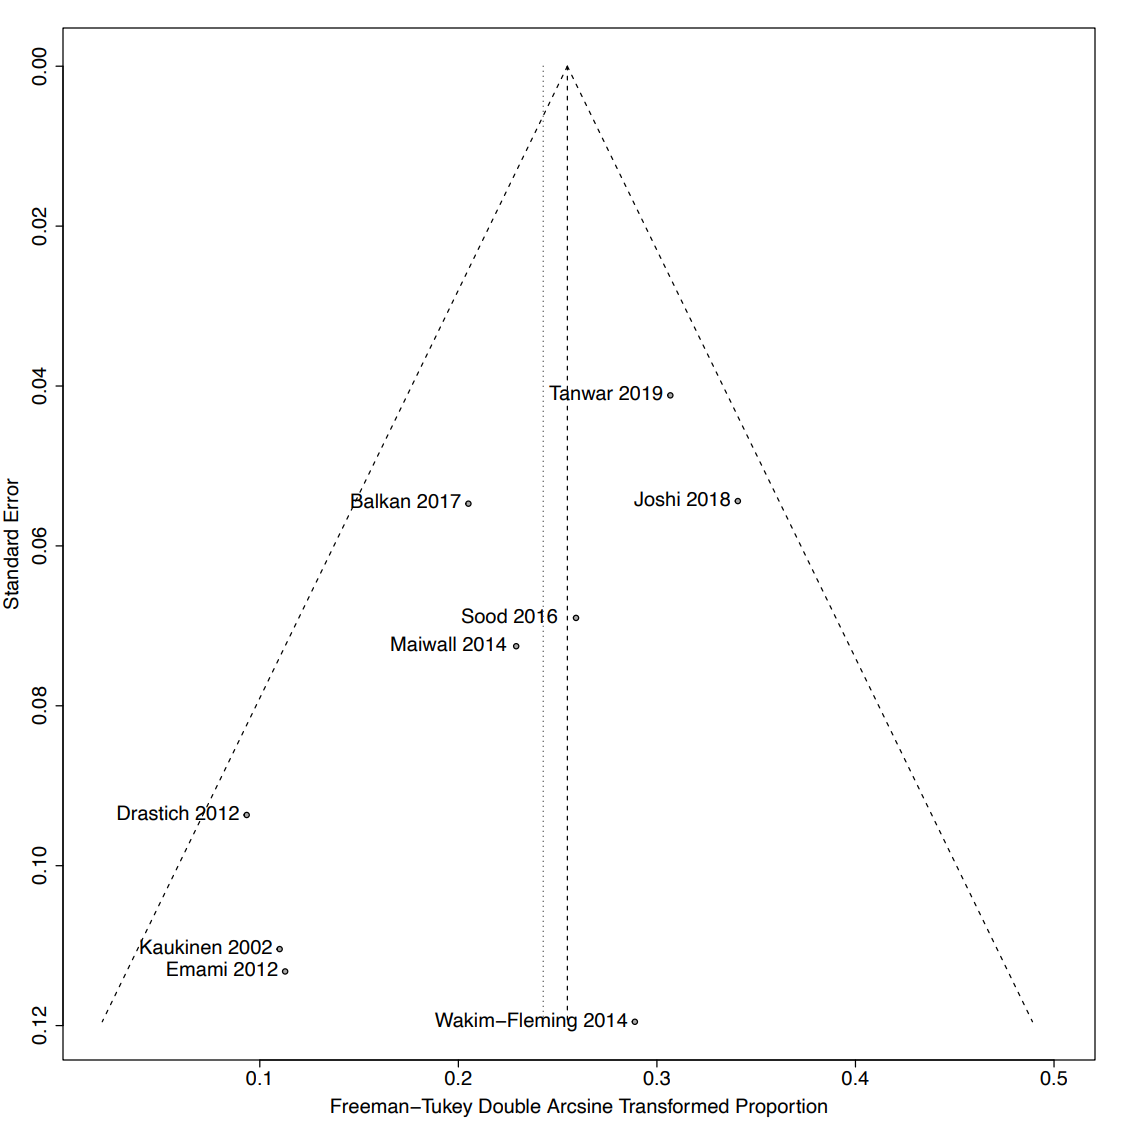 0.00
0.02
0.04
0.06
0.08
0.10
0.12
Standard Error
Tanwar 2019
Balkan 2017
Joshi 2018
Sood 2016
Maiwall 2014
Drastich 2012
Kaukinen 2002
Emami 2012
Wakim−Fleming 2014
0.1 0.2 0.3 0.4 0.5
Freeman−Tukey Double Arcsine Transformed Proportion